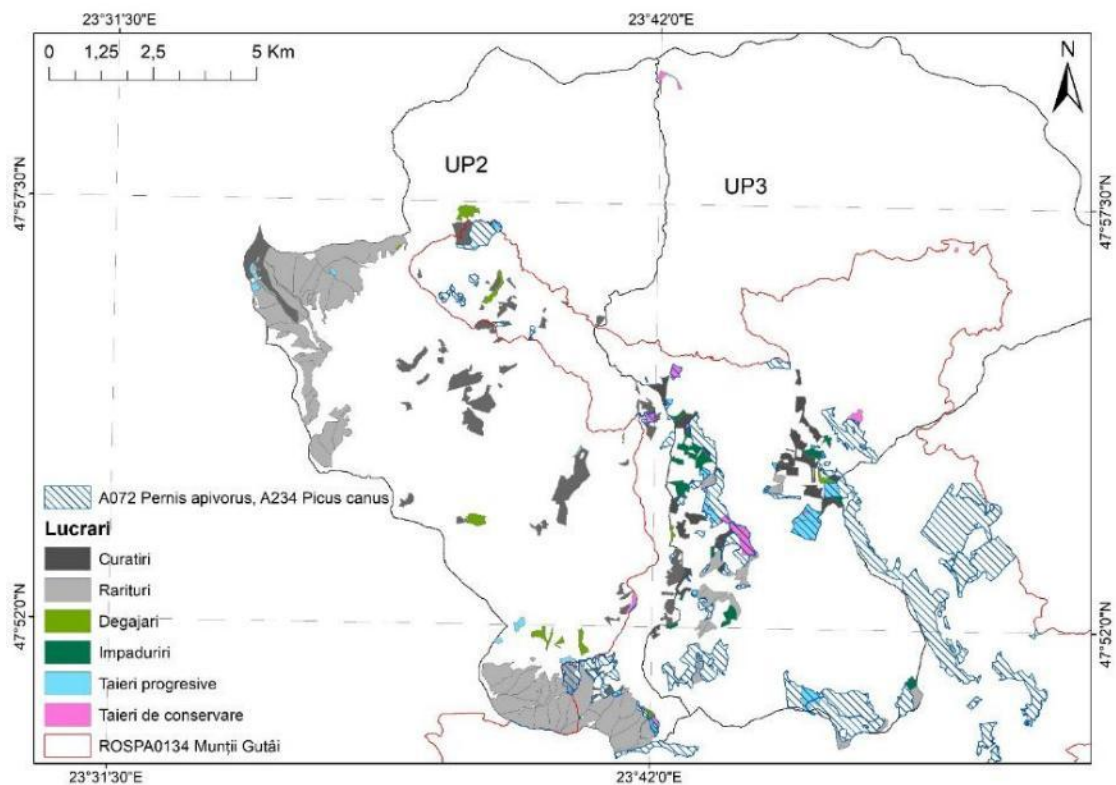 23°31'30"E 23°42'0"E
0 1,25 2,5 5 Km
N
UP2
UP3
47°57'30"N
47°57'30"N
A072 Pernis apivorus, A234 Picus canus
Lucrari
Curatiri
Rarituri
Degajari
Impaduriri
Taieri progresive
Taieri de conservare
ROSPA0134 Munții Gutâi
47°52'0"N
47°52'0"N
23°31'30"E 23°42'0"E